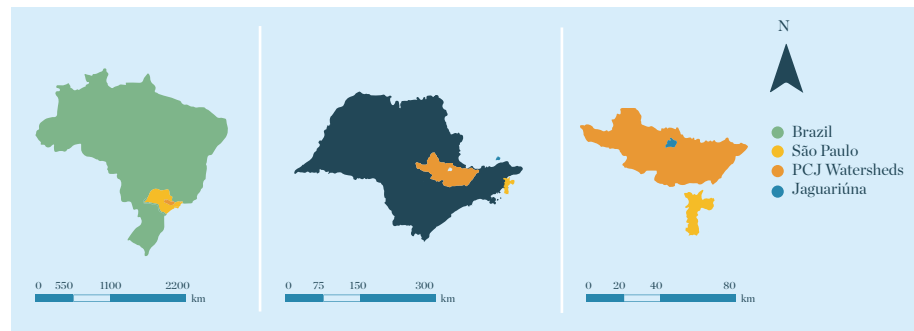 N
Brazil
São Paulo
PCJ Watersheds
Jaguariúna
0 550 1100 2200 km
0 75 150 300 km
0 20 40 80 km